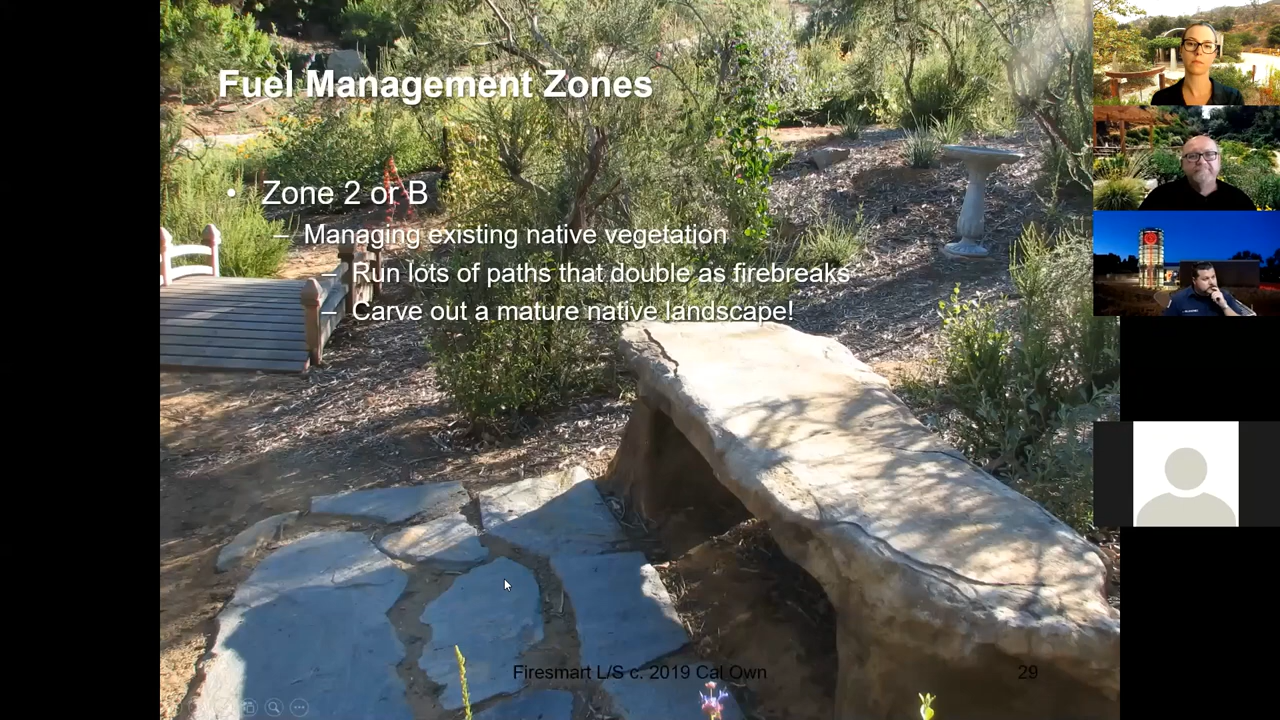 Fuel Management Zones
• Zone 2 or B
– Managing existing native vegetation
– Run lots of paths that double as firebreaks
– Carve out a mature native landscape!
Firesmart L/S c. 2019 Cal Own
29